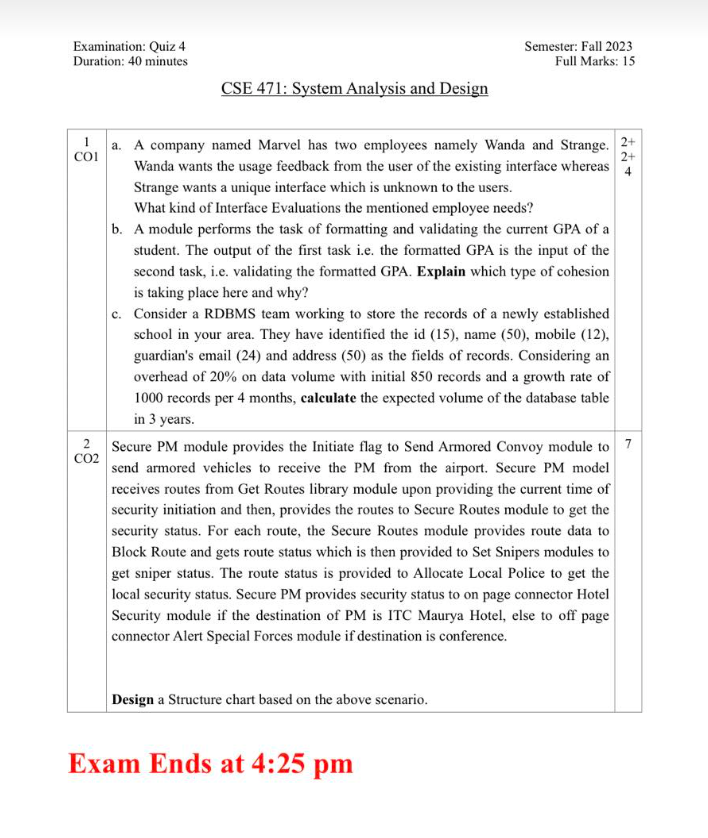 Examination: Quiz 4
Semester: Fall 2023
Duration: 40 minutes
Full Marks: 15
CSE 471: System Analysis and Design
1
CO1
a. A company named Marvel has two employees namely Wanda and Strange.
Wanda wants the usage feedback from the user of the existing interface whereas
Strange wants a unique interface which is unknown to the users.
What kind of Interface Evaluations the mentioned employee needs?
b. A module performs the task of formatting and validating the current GPA of a
student. The output of the first task i.e. the formatted GPA is the input of the
second task, i.e. validating the formatted GPA. Explain which type of cohesion
is taking place here and why?
c. Consider a RDBMS team working to store the records of a newly established
school in your area. They have identified the id (15), name (50), mobile (12),
guardian's email (24) and address (50) as the fields of records. Considering an
overhead of 20% on data volume with initial 850 records and a growth rate of
1000 records per 4 months, calculate the expected volume of the database table
in 3 years.
2+
2+
4
2
CO2
Secure PM module provides the Initiate flag to Send Armored Convoy module to
send armored vehicles to receive the PM from the airport. Secure PM model
receives routes from Get Routes library module upon providing the current time of
security initiation and then, provides the routes to Secure Routes module to get the
security status. For each route, the Secure Routes module provides route data to
Block Route and gets route status which is then provided to Set Snipers modules to
get sniper status. The route status is provided to Allocate Local Police to get the
local security status. Secure PM provides security status to on page connector Hotel
Security module if the destination of PM is ITC Maurya Hotel, else to off page
connector Alert Special Forces module if destination is conference.
Design a Structure chart based on the above scenario.
7
Exam Ends at 4:25 pm